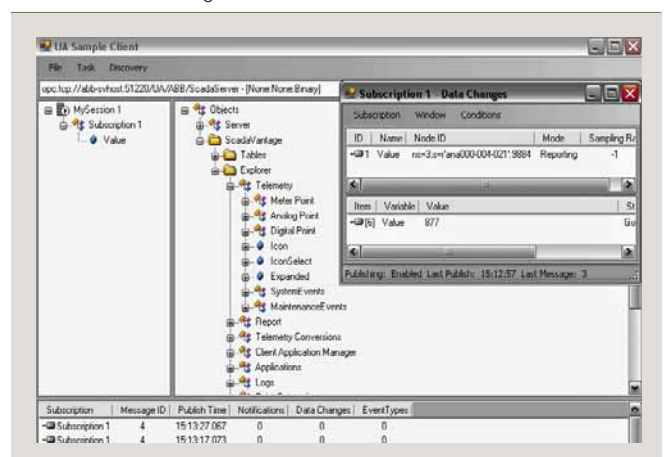 UA Sample Client
File Task Discovery
opc.tcp://abb-svhost:51220/UA/ABB/ScadaServer - [None:None:Binary]
MySession 1
Subscription 1
Value
Objects
Server
ScadaVantage
Tables
Explorer
Telemetry
Meter Point
Analog Point
Digital Point
Icon
IconSelect
Expanded
SystemEvents
MaintenanceEvents
Report
Telemetry Conversions
Client Application Manager
Applications
Logs
Subscription 1 - Data Changes
Subscription Window Conditions
ID Name Node ID Mode Sampling Ra
1 Value Reporting -1
Item Variable Value St
[6] Value 877 Go
Publishing: Enabled Last Publish: 15:12:57 Last Message: 3
Subscription Message ID Publish Time Notifications Data Changes EventTypes
Subscription 1 4 15:13:27.067 0 0 0
Subscription 1 4 15:13:17.073 0 0 0